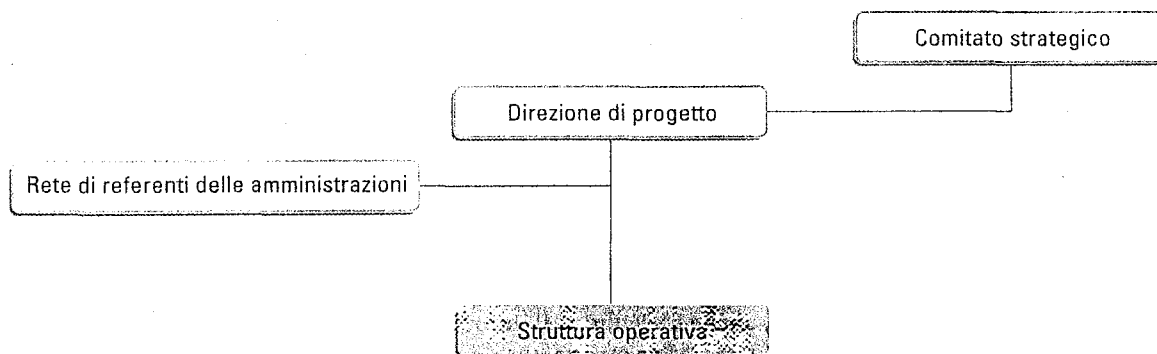 Comitato strategico
Direzione di progetto
Rete di referenti delle amministrazioni
Struttura operativa